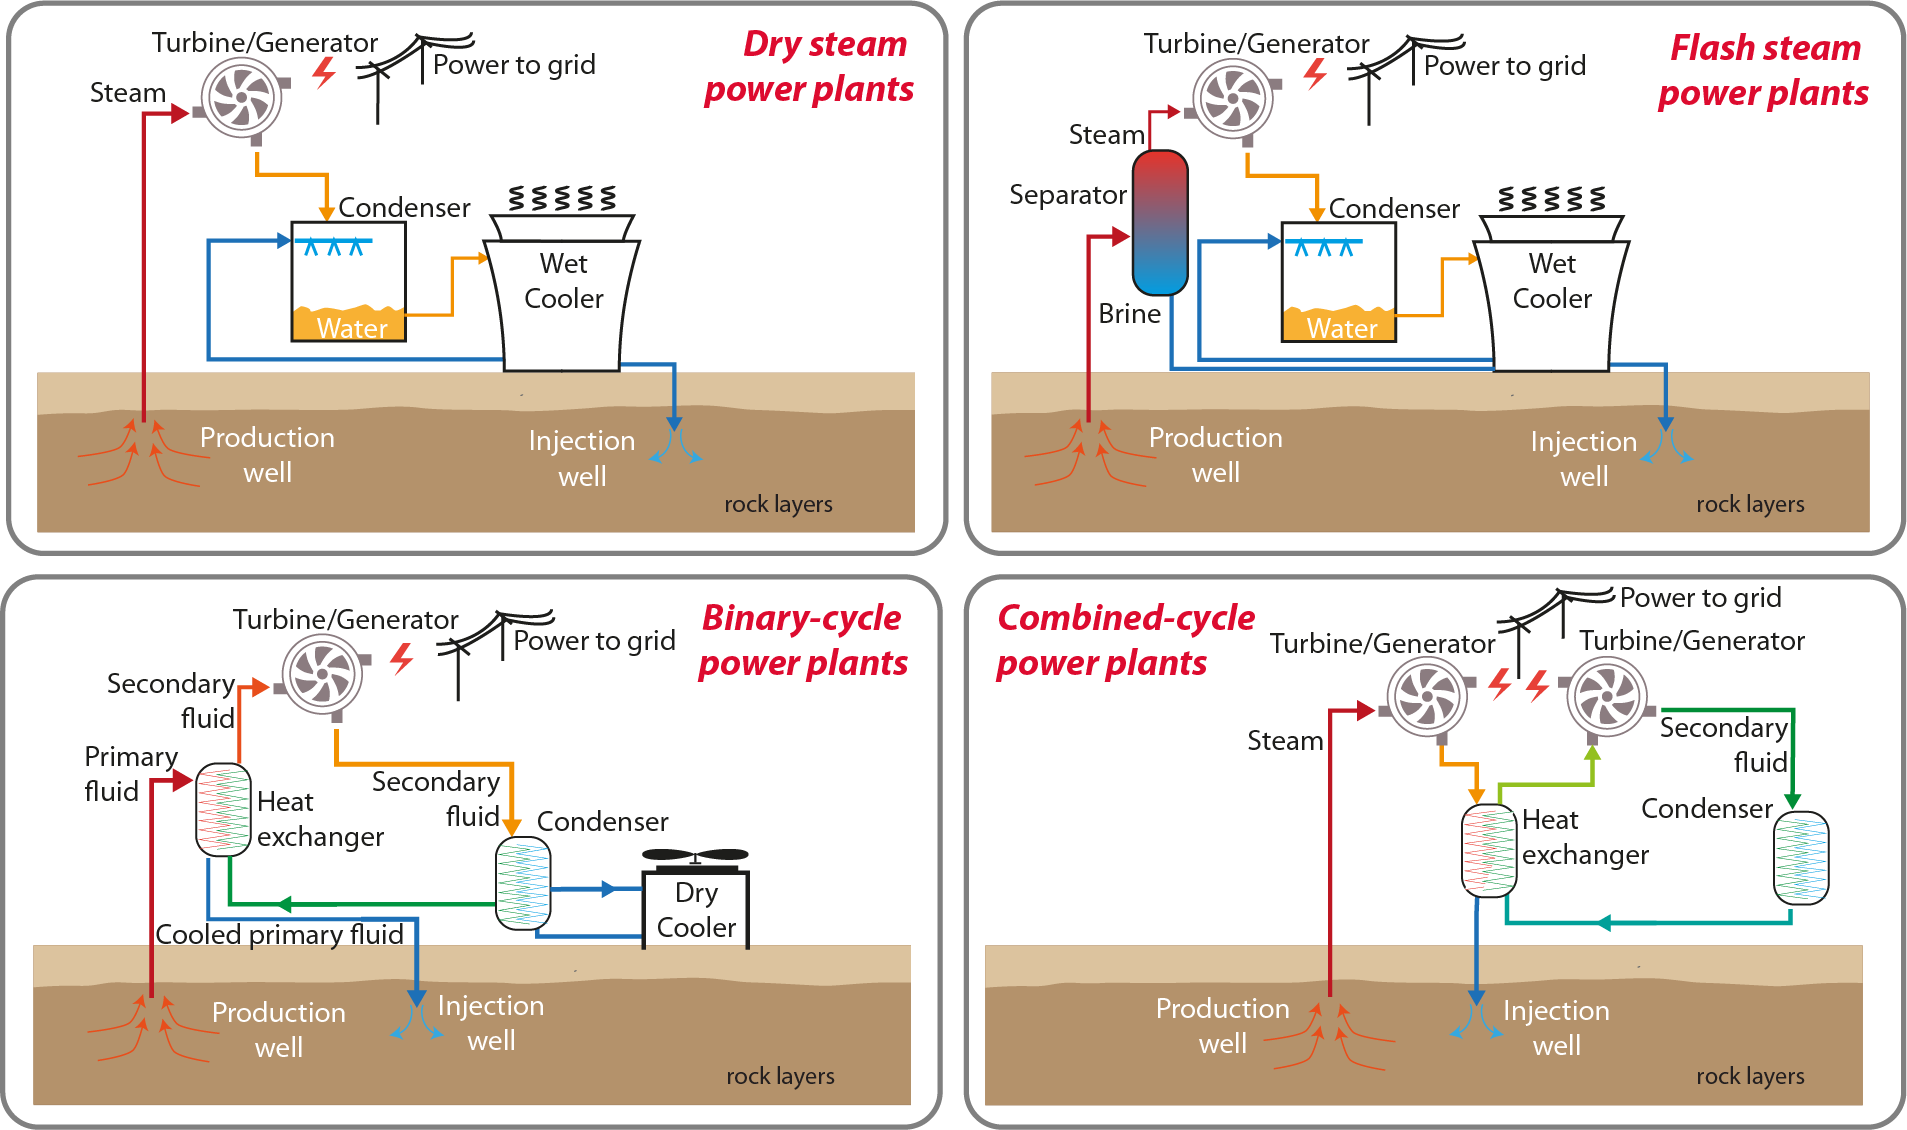 Dry steam
power plants
Turbine/Generator
Power to grid
Steam
Condenser
Wet
Cooler
Water
Production
well
Injection
well
rock layers
Flash steam
power plants
Turbine/Generator
Power to grid
Steam
Separator
Condenser
Wet
Cooler
Brine
Water
Production
well
Injection
well
rock layers
Binary-cycle
power plants
Turbine/Generator
Power to grid
Secondary
fluid
Primary
fluid
Heat
exchanger
Secondary
fluid
Condenser
Dry
Cooler
Cooled primary fluid
Production
well
Injection
well
rock layers
Combined-cycle
power plants
Power to grid
Turbine/Generator
Turbine/Generator
Steam
Secondary
fluid
Heat
exchanger
Condenser
Production
well
Injection
well
rock layers